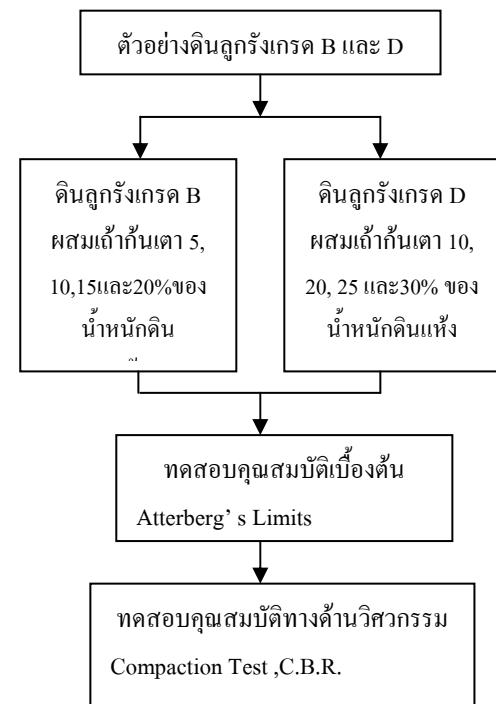 ตัวอย่างดินลูกรังเกรด B และ D
ดินลูกรังเกรด B
ผสมเถ้าก้นเตา 5,
10,15และ20%ของ
น้ำหนักดิน
ดินลูกรังเกรด D
ผสมเถ้าก้นเตา 10,
20, 25 และ30% ของ
น้ำหนักดินแห้ง
ทดสอบคุณสมบัติเบื้องต้น
Atterberg’ s Limits
ทดสอบคุณสมบัติทางด้านวิศวกรรม
Compaction Test ,C.B.R.